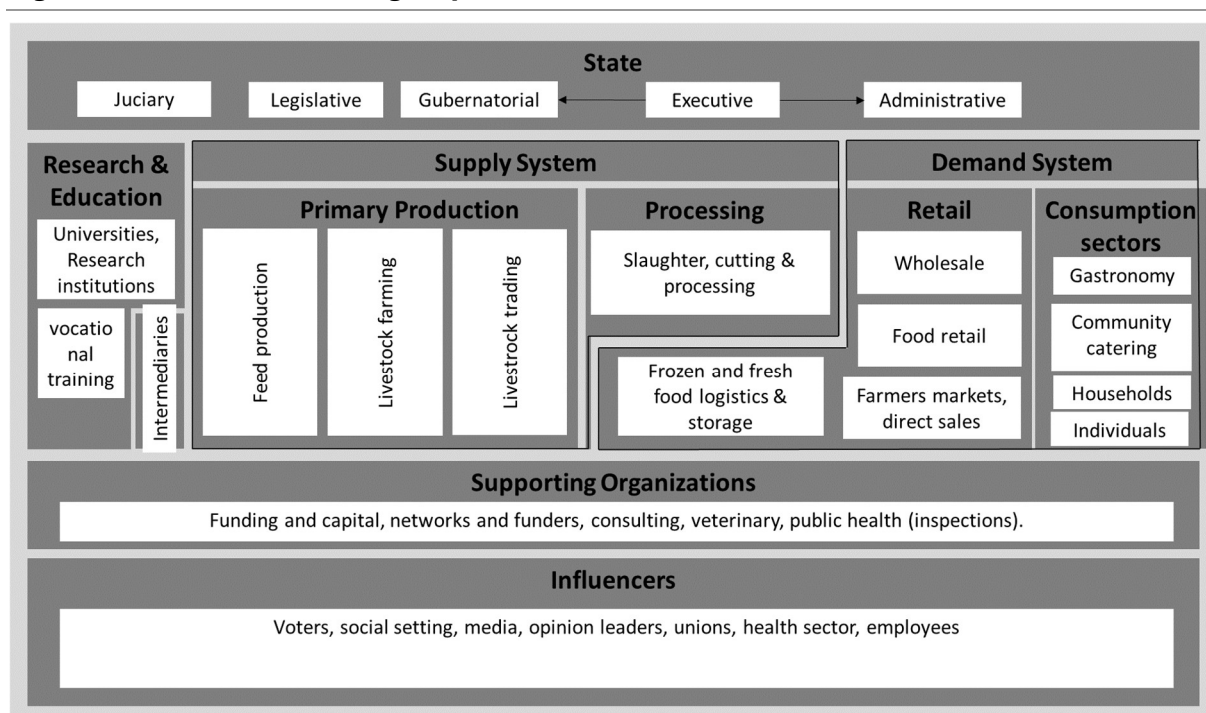 State
Juciary
Legislative
Gubernatorial
Executive
Administrative
Research &
Education
Universities,
Research
institutions
vocatio
nal
training
Intermediaries
Supply System
Primary Production
Feed production
Livestock farming
Livestrock trading
Processing
Slaughter, cutting &
processing
Demand System
Retail
Wholesale
Food retail
Farmers markets,
direct sales
Frozen and fresh
food logistics &
storage
Consumption
sectors
Gastronomy
Community
catering
Households
Individuals
Supporting Organizations
Funding and capital, networks and funders, consulting, veterinary, public health (inspections).
Influencers
Voters, social setting, media, opinion leaders, unions, health sector, employees